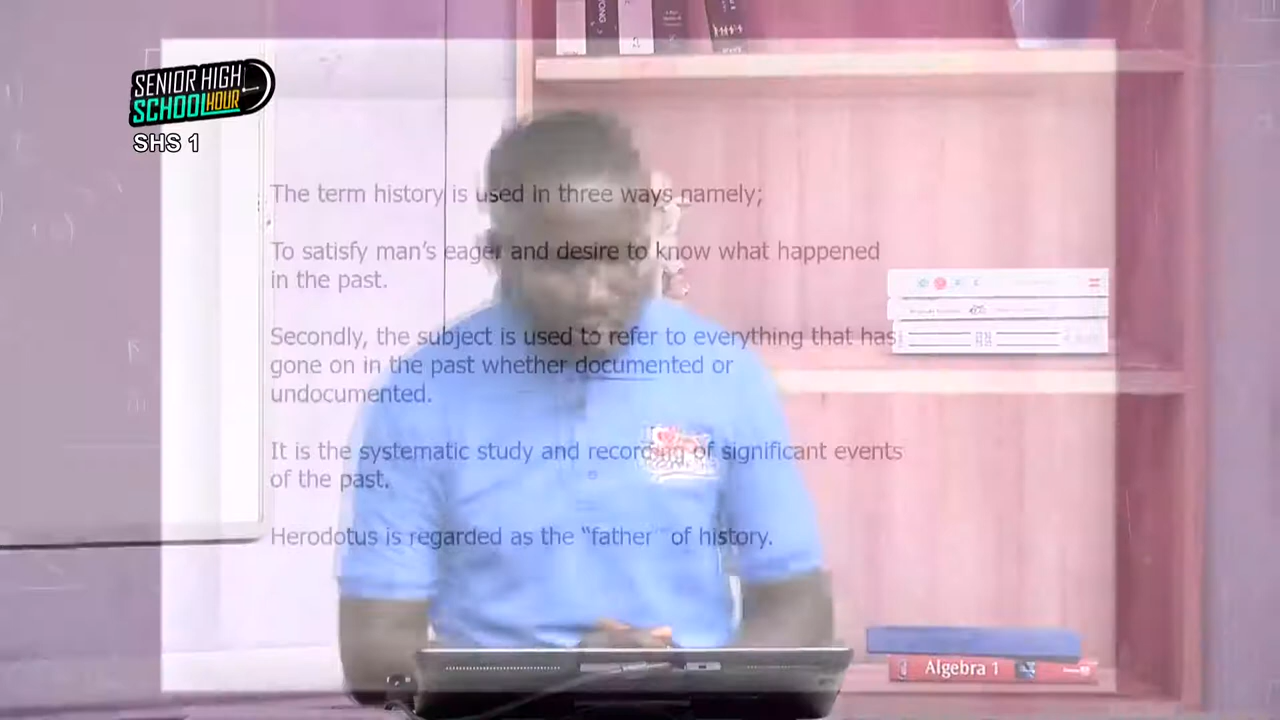 SENIOR HIGH
SCHOOL HOUR
SHS 1
The term history is used in three ways namely;
To satisfy man's eager and desire to know what happened
in the past.
Secondly, the subject is used to refer to everything that has
gone on in the past whether documented or
undocumented.
It is the systematic study and recording of significant events
of the past.
Herodotus is regarded as the “father” of history.
Algebra 1